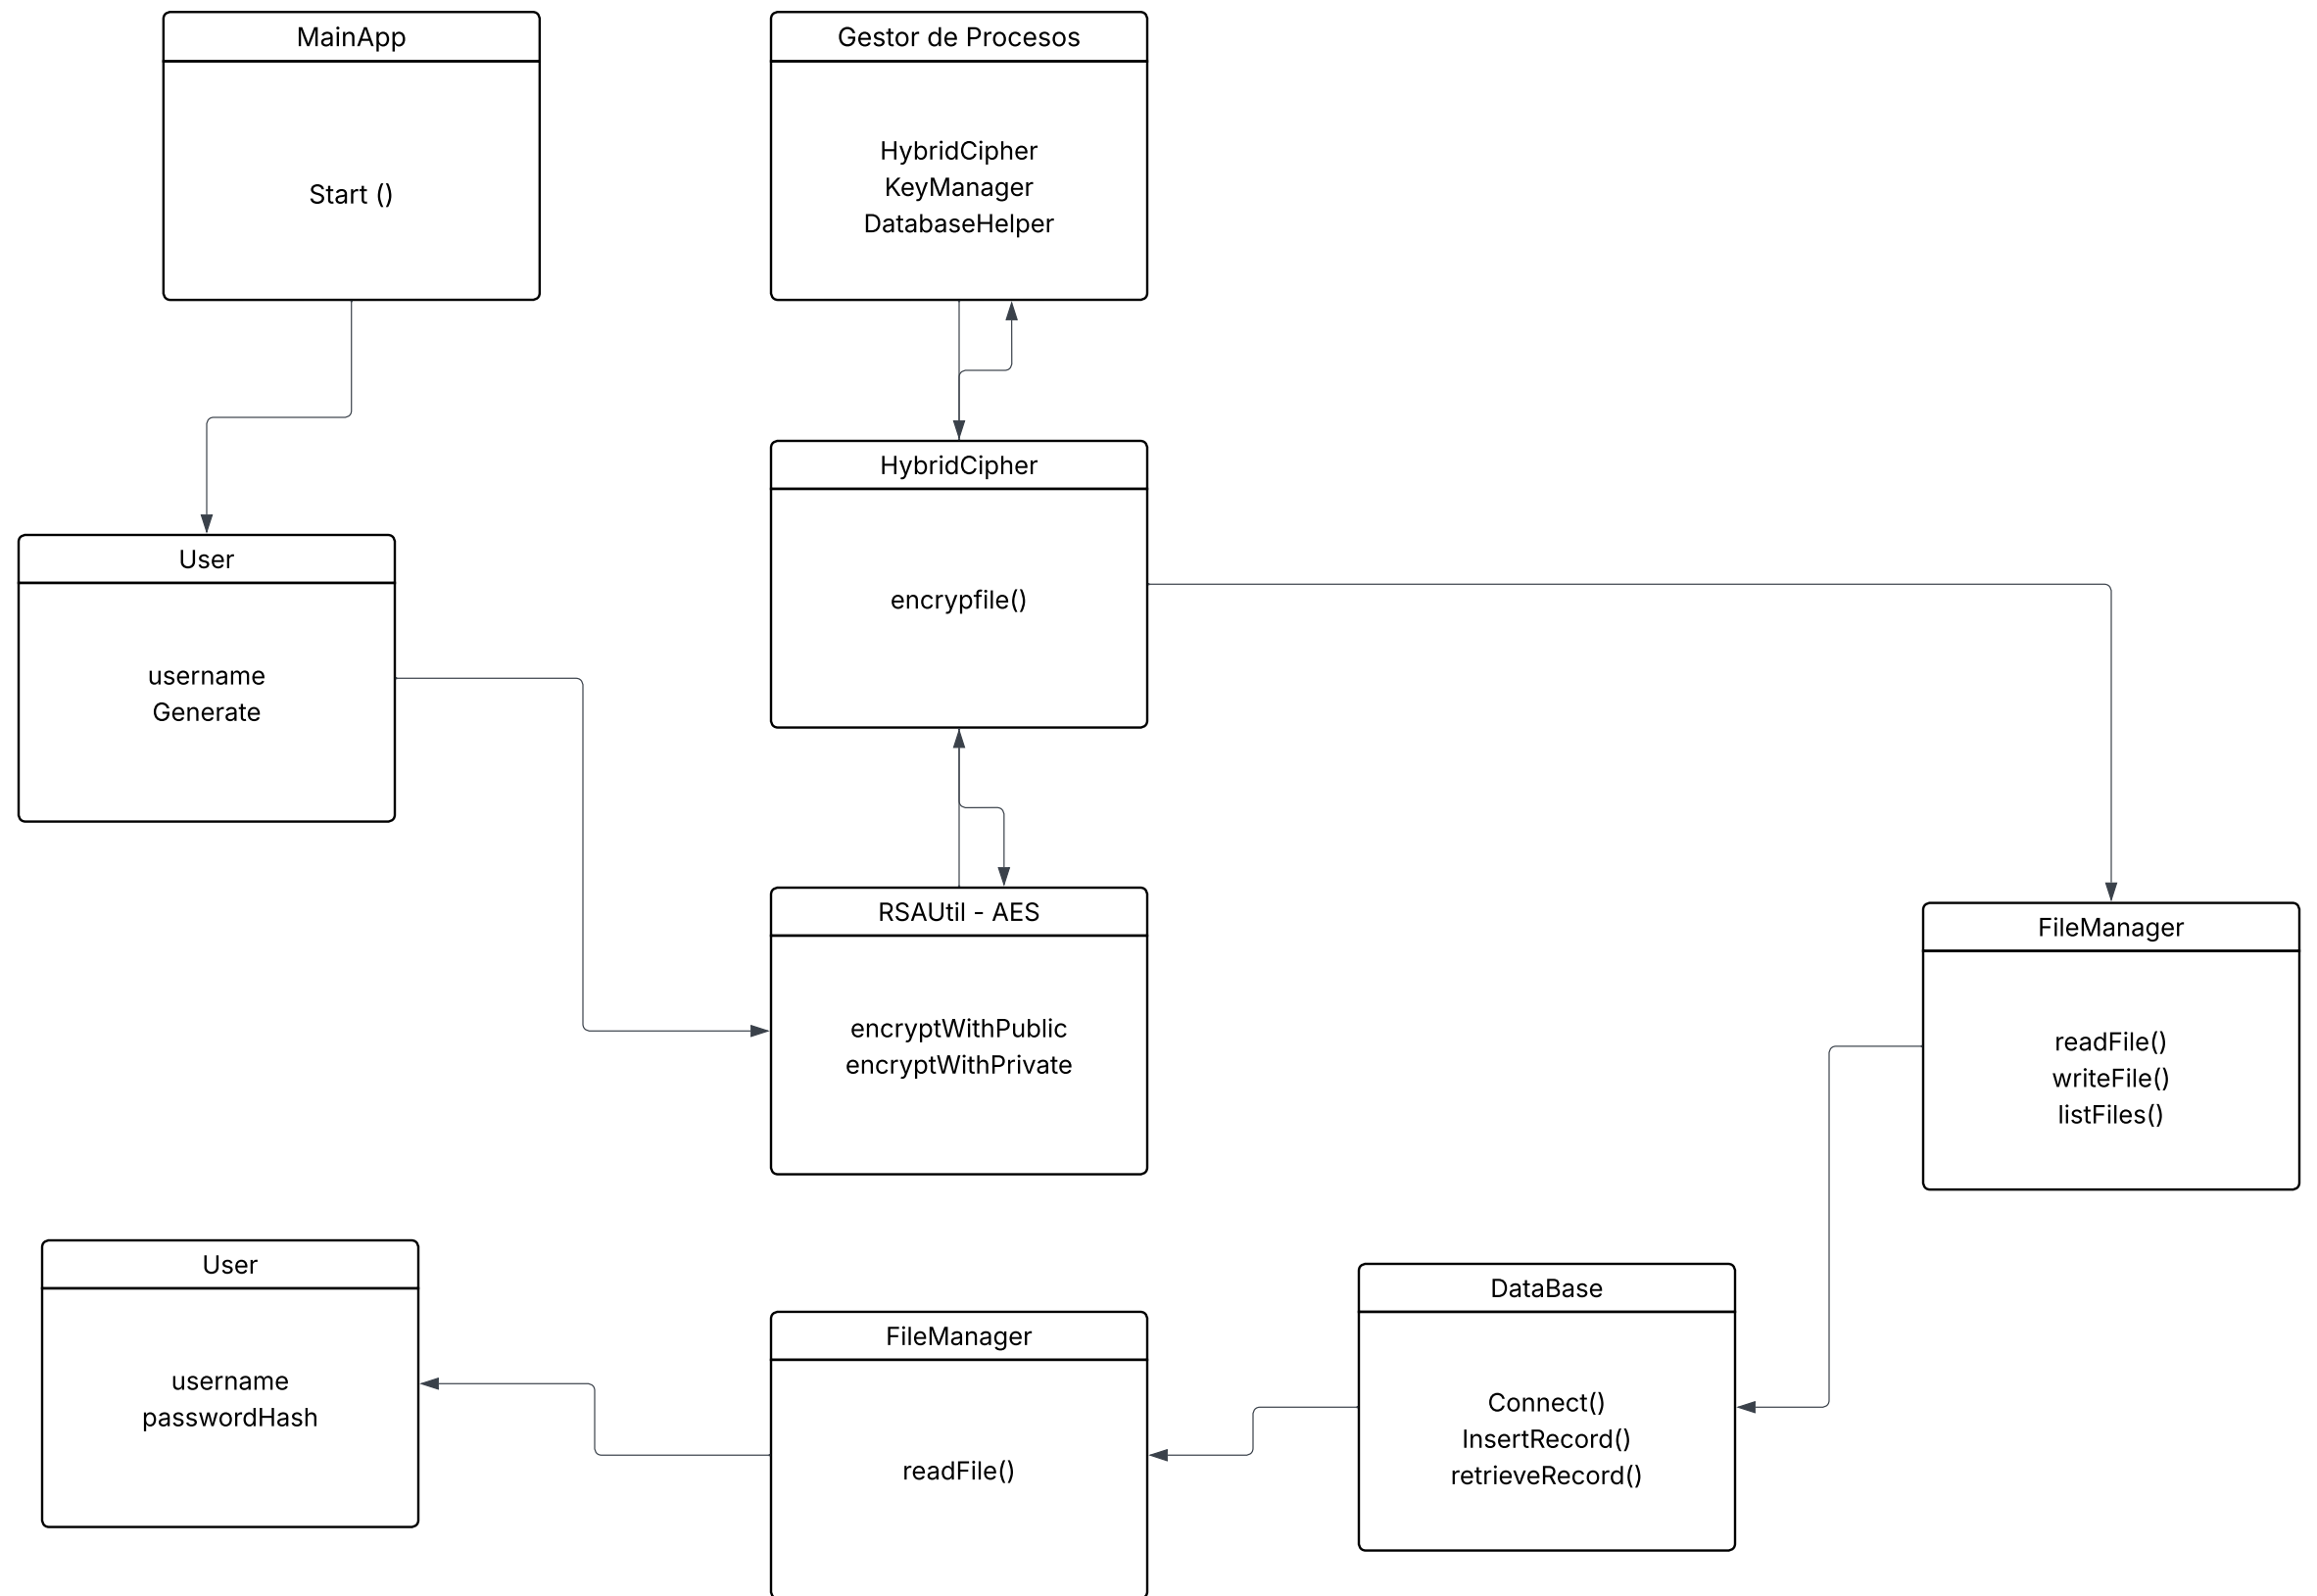 MainApp
Start ()
Gestor de Procesos
HybridCipher
KeyManager
DatabaseHelper
HybridCipher
encrypfile()
User
username
Generate
RSAUtil - AES
encryptWithPublic
encryptWithPrivate
FileManager
readFile()
writeFile()
listFiles()
User
username
passwordHash
FileManager
readFile()
DataBase
Connect()
InsertRecord()
retrieveRecord()